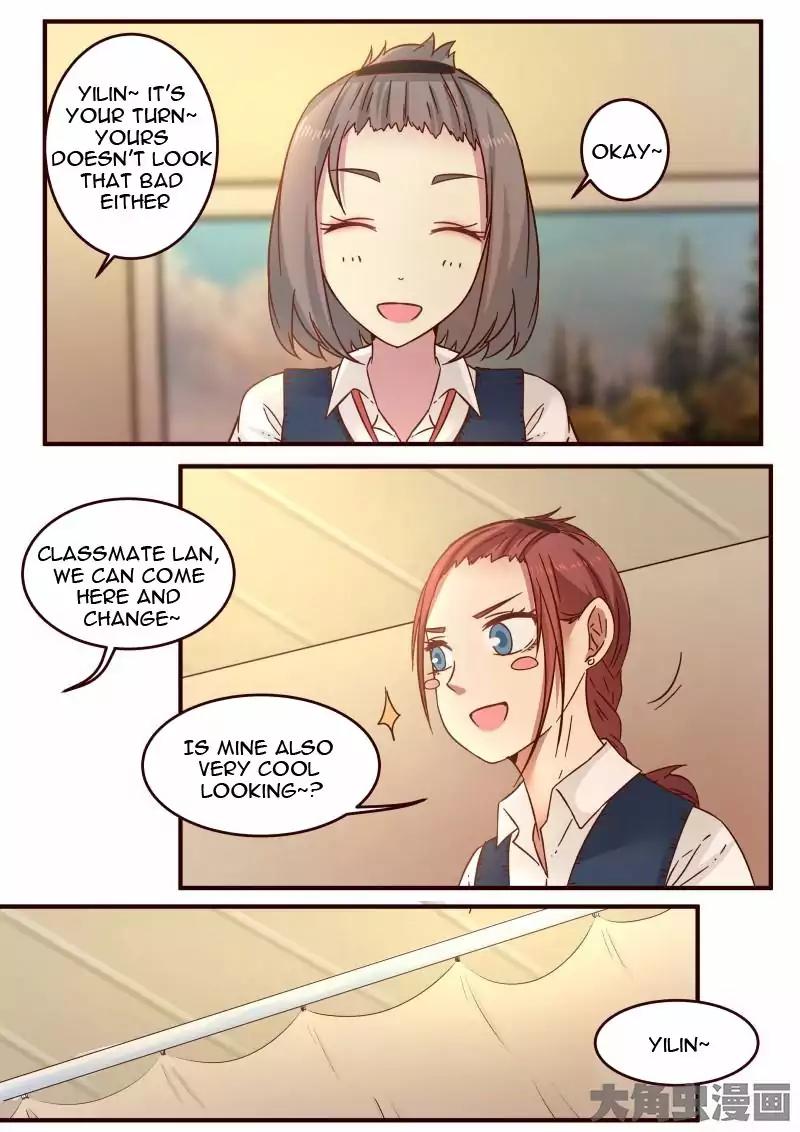 YILIN~ IT'S
YOUR TURN~
YOURS
DOESN'T LOOK
THAT BAD
EITHER
OKAY~
CLASSMATE LAN,
WE CAN COME
HERE AND
CHANGE~
IS MINE ALSO
VERY COOL
LOOKING~?
YILIN~
大角虫漫画